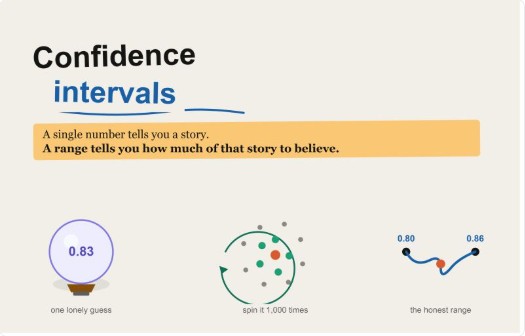 Confidence
intervals
A single number tells you a story.
A range tells you how much of that story to believe.
0.83
0.80
0.86
one lonely guess
spin it 1,000 times
the honest range